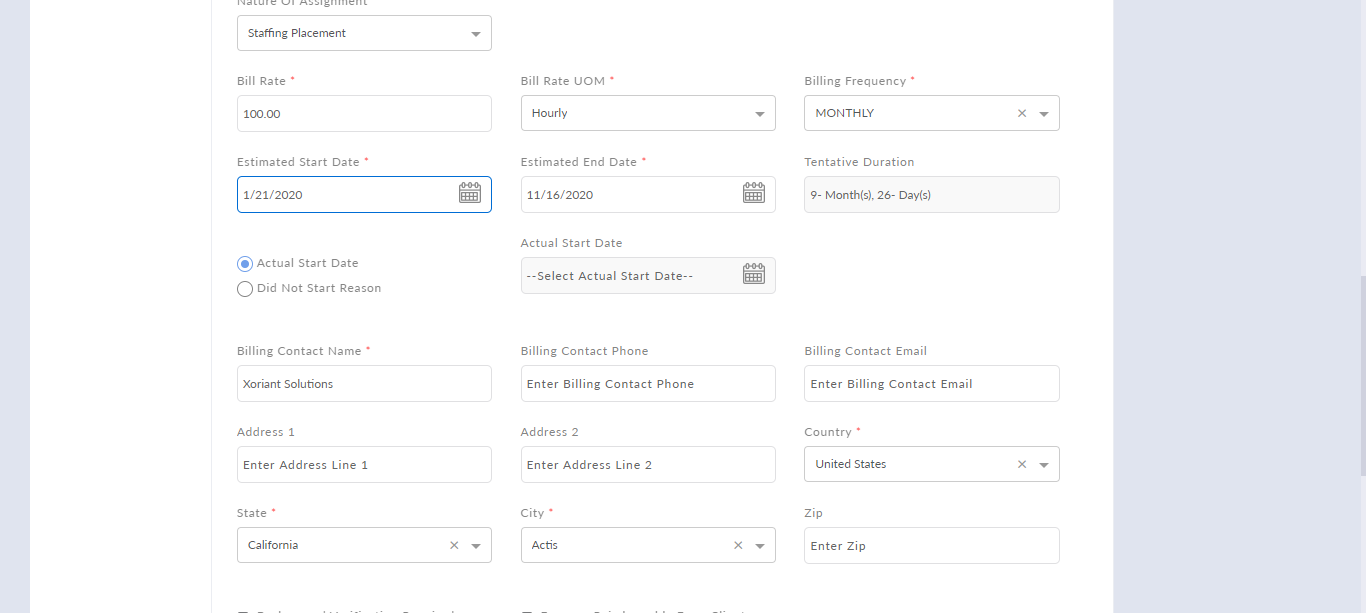 Nature Of Assignment
Staffing Placement
Bill Rate *
Bill Rate UOM *
Billing Frequency *
100.00
Hourly
MONTHLY
Estimated Start Date *
Estimated End Date *
Tentative Duration
1/21/2020
11/16/2020
9- Month(s), 26- Day(s)
Actual Start Date
Actual Start Date
--Select Actual Start Date--
Did Not Start Reason
Billing Contact Name *
Billing Contact Phone
Billing Contact Email
Xoriant Solutions
Enter Billing Contact Phone
Enter Billing Contact Email
Address 1
Address 2
Country *
Enter Address Line 1
Enter Address Line 2
United States
State *
City *
Zip
California
Actis
Enter Zip